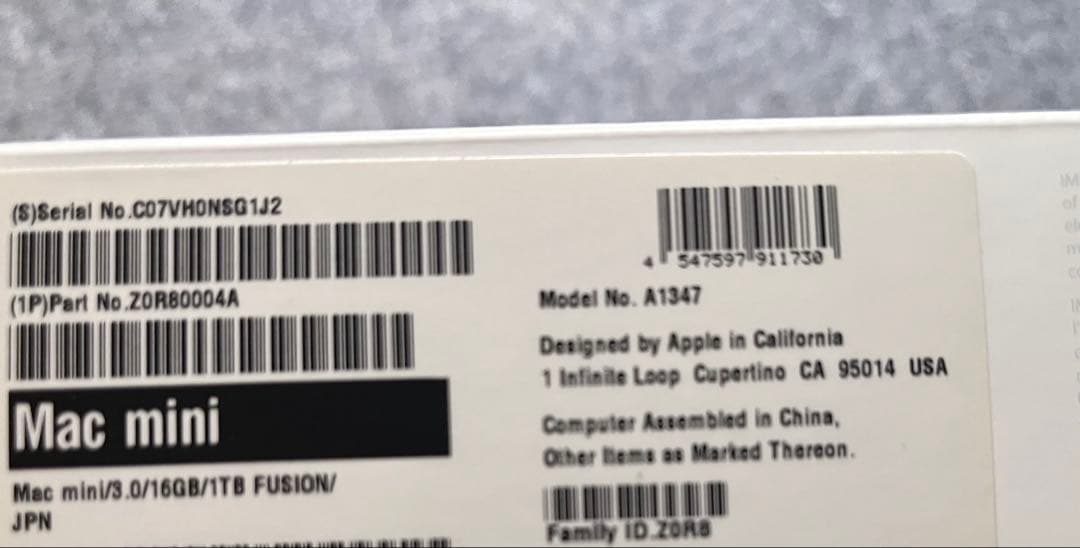 (S)Serial No.C07VH0NSG1J2
(1P)Part No.Z0R80004A
Mac mini
Mac mini/3.0/16GB/1TB FUSION/
JPN
4 547597 911730
Model No. A1347
Designed by Apple in California
1 Infinite Loop Cupertino CA 95014 USA
Computer Assembled in China,
Other Items as Marked Thereon.
Family ID.Z0R8